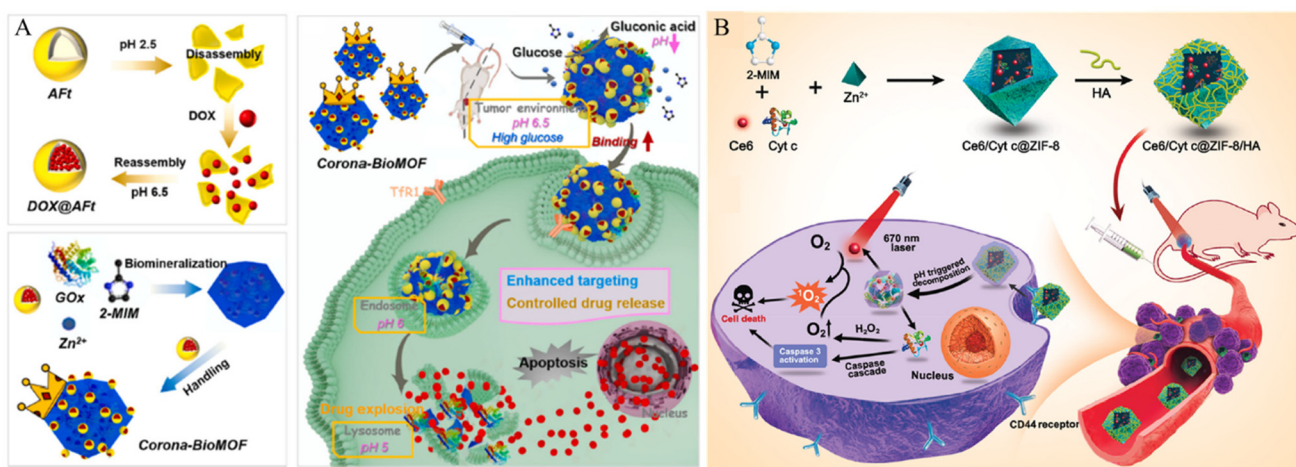 A
pH 2.5
Disassembly
AFt
DOX
Reassembly
pH 6.5
DOX@AFt
GOx
2-MIM
Biomineralization
Zn2+
Handling
Corona-BioMOF
Corona-BioMOF
Glucose
Gluconic acid
pH
Tumor environment
pH 6.5
High glucose
Binding
TfR1
Endosome
pH 6
Enhanced targeting
Controlled drug release
Apoptosis
Nucleus
Drug explosion
Lysosome
pH 5
B
2-MIM
+
Ce6 Cyt c
+
Zn2+
HA
Ce6/Cyt c@ZIF-8
Ce6/Cyt c@ZIF-8/HA
O2
670 nm
laser
pH triggered
decomposition
1O2
Cell death
O2
H2O2
Caspase 3
activation
Caspase
cascade
Nucleus
CD44 receptor